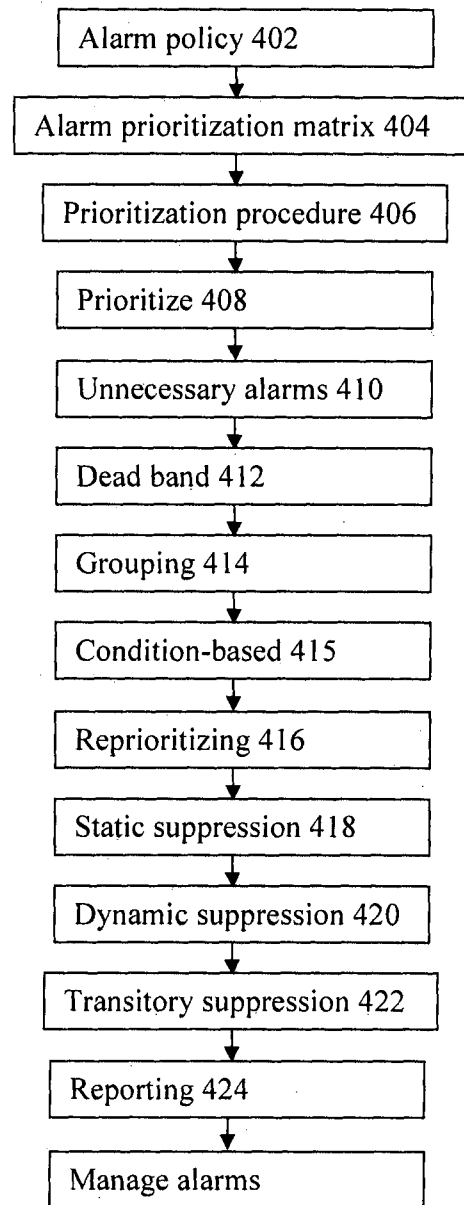 Alarm policy 402
Alarm prioritization matrix 404
Prioritization procedure 406
Prioritize 408
Unnecessary alarms 410
Dead band 412
Grouping 414
Condition-based 415
Reprioritizing 416
Static suppression 418
Dynamic suppression 420
Transitory suppression 422
Reporting 424
Manage alarms